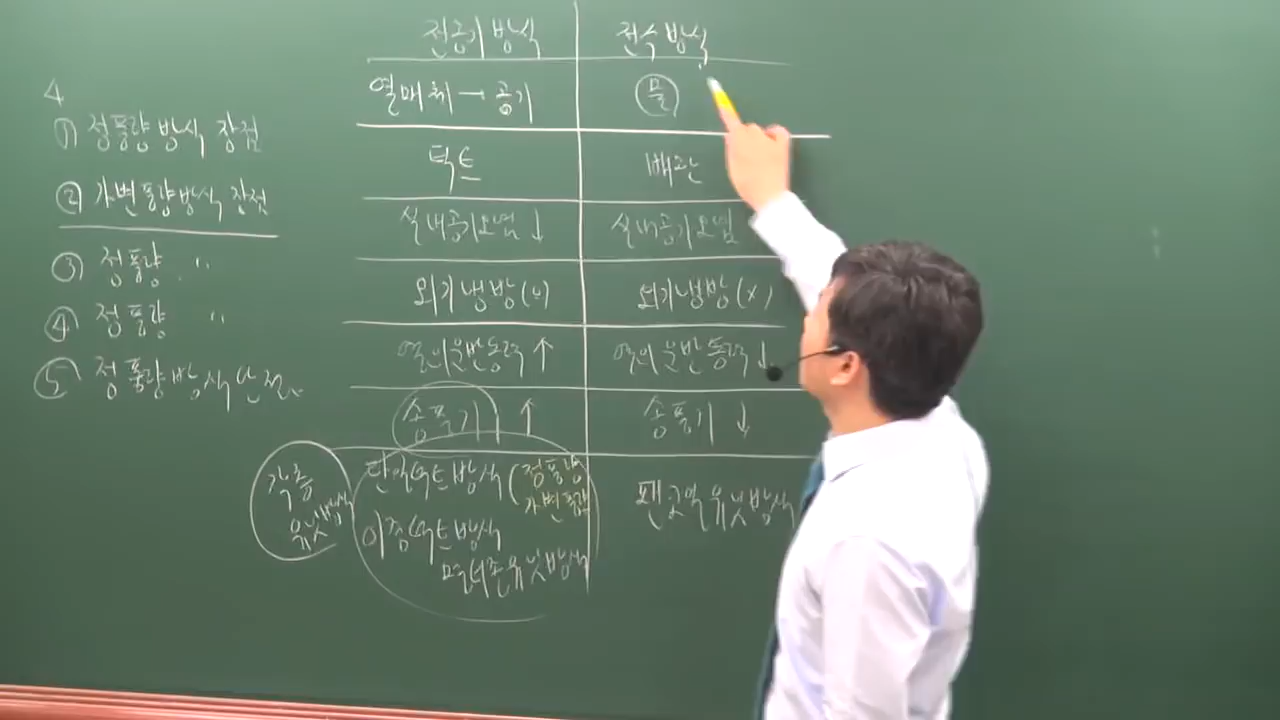 4
① 정풍량방식 장점
② 가변풍량방식 장점
③ 정풍량 〃
④ 정풍량 〃
⑤ 정풍량방식 단점
전공기방식 전수방식
열매체→공기 물
덕트 배관
실내공기오염↓ 실내공기오염
외기냉방(o) 외기냉방(x)
열의운반동력↑ 열의운반동력↓
송풍기↑ 송풍기↓
각층
유닛방식
단일덕트방식(정풍량
가변풍량
이중덕트방식
멀티존유닛방식
팬코일유닛방식